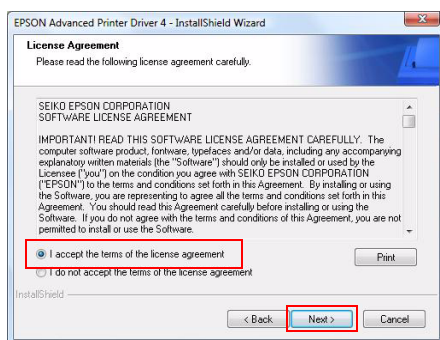 EPSON Advanced Printer Driver 4 - InstallShield Wizard
License Agreement
Please read the following license agreement carefully.
SEIKO EPSON CORPORATION
SOFTWARE LICENSE AGREEMENT
IMPORTANT! READ THIS SOFTWARE LICENSE AGREEMENT CAREFULLY. The
computer software product, fontware, typefaces and/or data, including any accompanying
explanatory written materials (the "Software") should only be installed or used by the
Licensee ("you") on the condition you agree with SEIKO EPSON CORPORATION
("EPSON") to the terms and conditions set forth in this Agreement. By installing or using
the Software, you are representing to agree all the terms and conditions set forth in this
Agreement. You should read this Agreement carefully before installing or using the
Software. If you do not agree with the terms and conditions of this Agreement, you are not
permitted to install or use the Software.
I accept the terms of the license agreement
Print
I do not accept the terms of the license agreement
InstallShield
< Back
Next >
Cancel